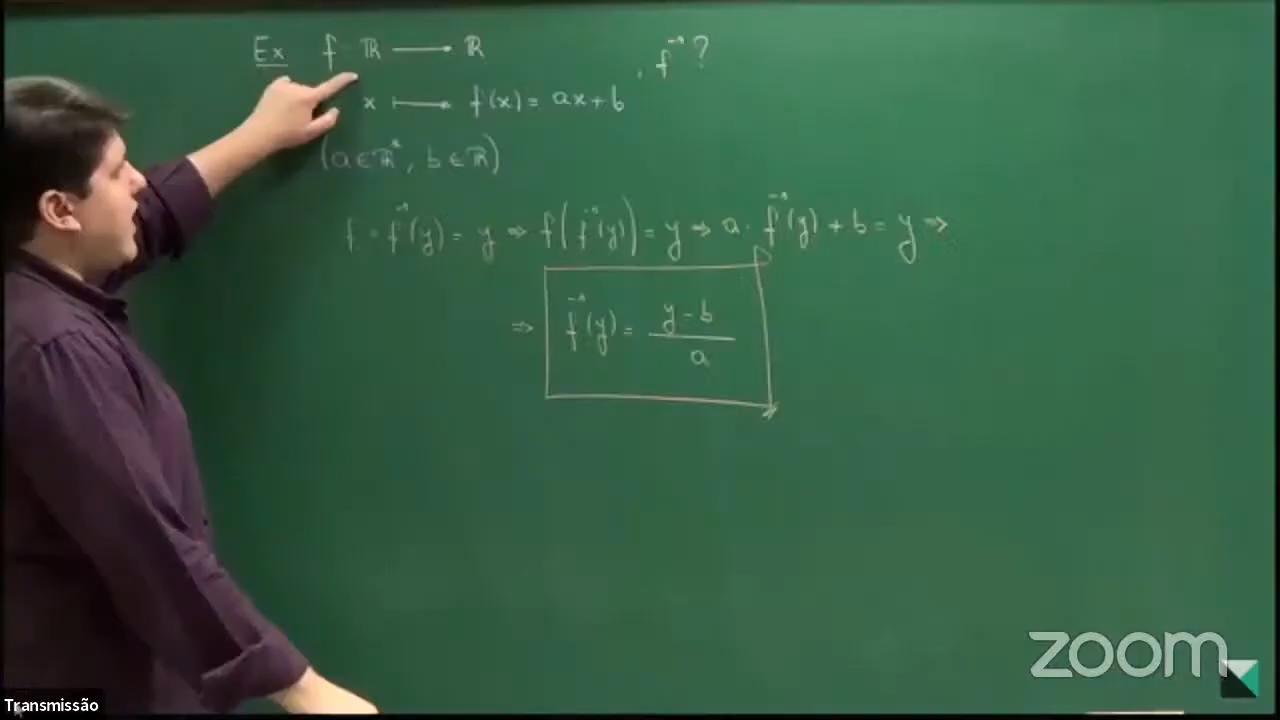 Ex f: ℝ ⟶ ℝ , f⁻¹ ?
x ⟼ f(x) = ax+b
(a ∈ ℝ*, b ∈ ℝ)
f ∘ f⁻¹(y) = y ⇒ f(f⁻¹(y)) = y ⇒ a · f⁻¹(y) + b = y ⇒
⇒ f⁻¹(y) = (y-b)/a
zoom
Transmissão